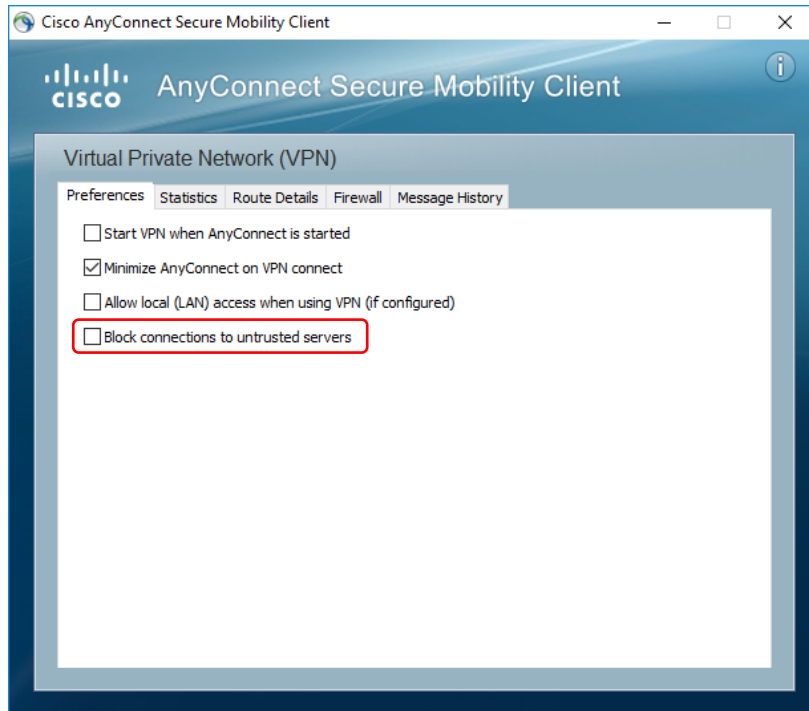 Cisco AnyConnect Secure Mobility Client
CISCO AnyConnect Secure Mobility Client
Virtual Private Network (VPN)
Preferences Statistics Route Details Firewall Message History
Start VPN when AnyConnect is started
Minimize AnyConnect on VPN connect
Allow local (LAN) access when using VPN (if configured)
Block connections to untrusted servers